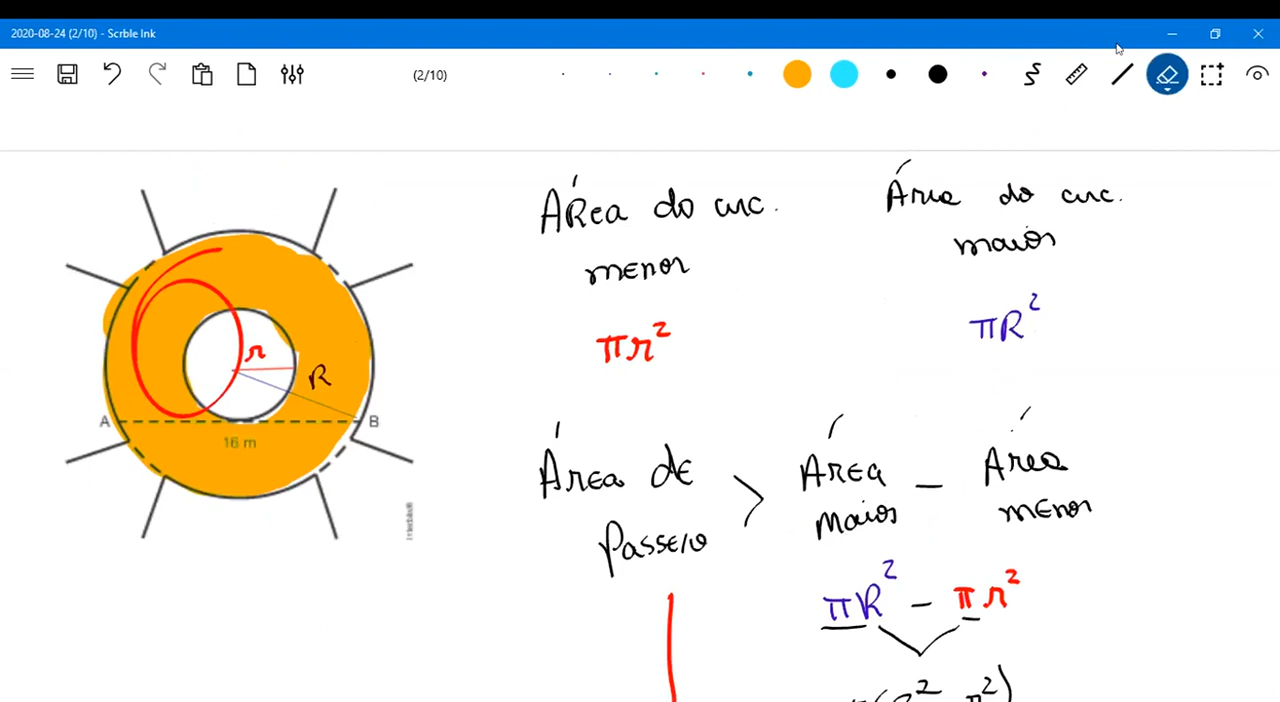 2020-08-24 (2/10) - Scrble Ink
(2/10)
ÁRea do circ.
menor
πr²
Área do circ.
maior
πR²
r
R
A
B
16 m
Área de
Passeio
>
Área
Maior
-
Área
menor
πR² - πr²